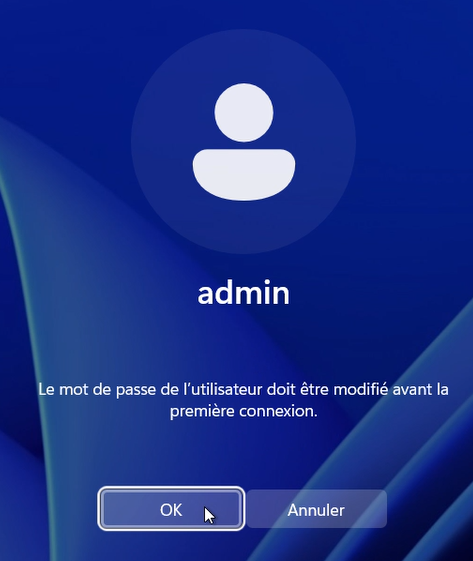 admin
Le mot de passe de l’utilisateur doit être modifié avant la
première connexion.
OK
Annuler